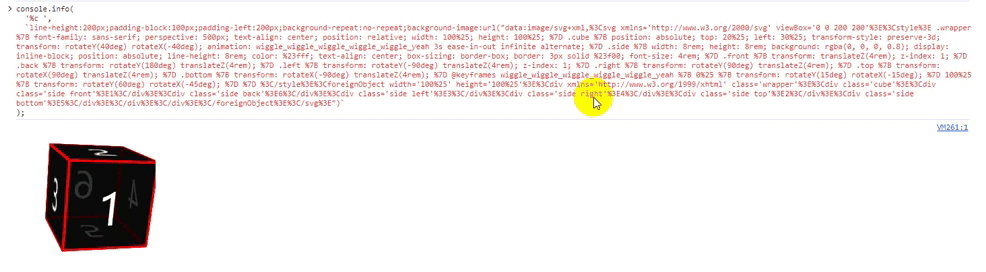 > console.info(
'%c ',
`line-height:200px;padding-block:100px;padding-left:200px;background-repeat:no-repeat;background-image:url("data:image/svg+xml,%3Csvg xmlns='http://www.w3.org/2000/svg' viewBox='0 0 200 200'%3E%3Cstyle%3E .wrapper
%7B font-family: sans-serif; perspective: 500px; text-align: center; position: relative; width: 100%25; height: 100%25; %7D .cube %7B position: absolute; top: 20%25; left: 30%25; transform-style: preserve-3d;
transform: rotateY(40deg) rotateX(-40deg); animation: wiggle_wiggle_wiggle_wiggle_wiggle_yeah 3s ease-in-out infinite alternate; %7D .side %7B width: 8rem; height: 8rem; background: rgba(0, 0, 0, 0.8); display:
inline-block; position: absolute; line-height: 8rem; color: %23fff; text-align: center; box-sizing: border-box; border: 3px solid %23f00; font-size: 4rem; %7D .front %7B transform: translateZ(4rem); z-index: 1; %7D
.back %7B transform: rotateY(180deg) translateZ(4rem); %7D .left %7B transform: rotateY(-90deg) translateZ(4rem); z-index: 1; %7D .right %7B transform: rotateY(90deg) translateZ(4rem); %7D .top %7B transform:
rotateX(90deg) translateZ(4rem); %7D .bottom %7B transform: rotateX(-90deg) translateZ(4rem); %7D @keyframes wiggle_wiggle_wiggle_wiggle_wiggle_yeah %7B 0%25 %7B transform: rotateY(15deg) rotateX(-15deg); %7D 100%25
%7B transform: rotateY(60deg) rotateX(-45deg); %7D %7D %3C/style%3E%3CforeignObject width='100%25' height='100%25'%3E%3Cdiv xmlns='http://www.w3.org/1999/xhtml' class='wrapper'%3E%3Cdiv class='cube'%3E%3Cdiv
class='side front'%3E1%3C/div%3E%3Cdiv class='side back'%3E6%3C/div%3E%3Cdiv class='side right'%3E4%3C/div%3E%3Cdiv class='side left'%3E3%3C/div%3E%3Cdiv class='side top'%3E2%3C/div%3E%3Cdiv class='side
bottom'%3E5%3C/div%3E%3C/div%3E%3C/div%3E%3C/foreignObject%3E%3C/svg%3E")`
);
VM261:1
2
6
3
1
4
5